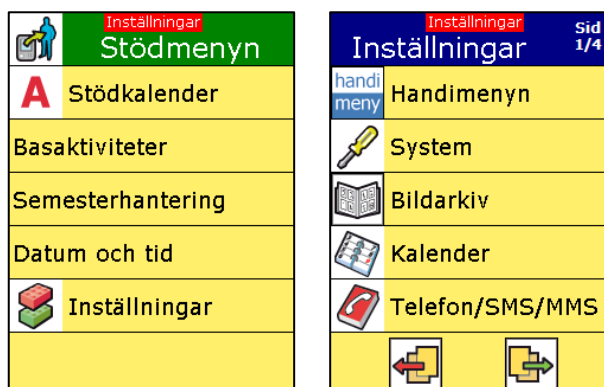 Inställningar
Stödmenyn
A Stödkalender
Basaktiviteter
Semesterhantering
Datum och tid
Inställningar
Inställningar
Inställningar
Sid
1/4
handi
meny
Handimenyn
System
Bildarkiv
Kalender
Telefon/SMS/MMS